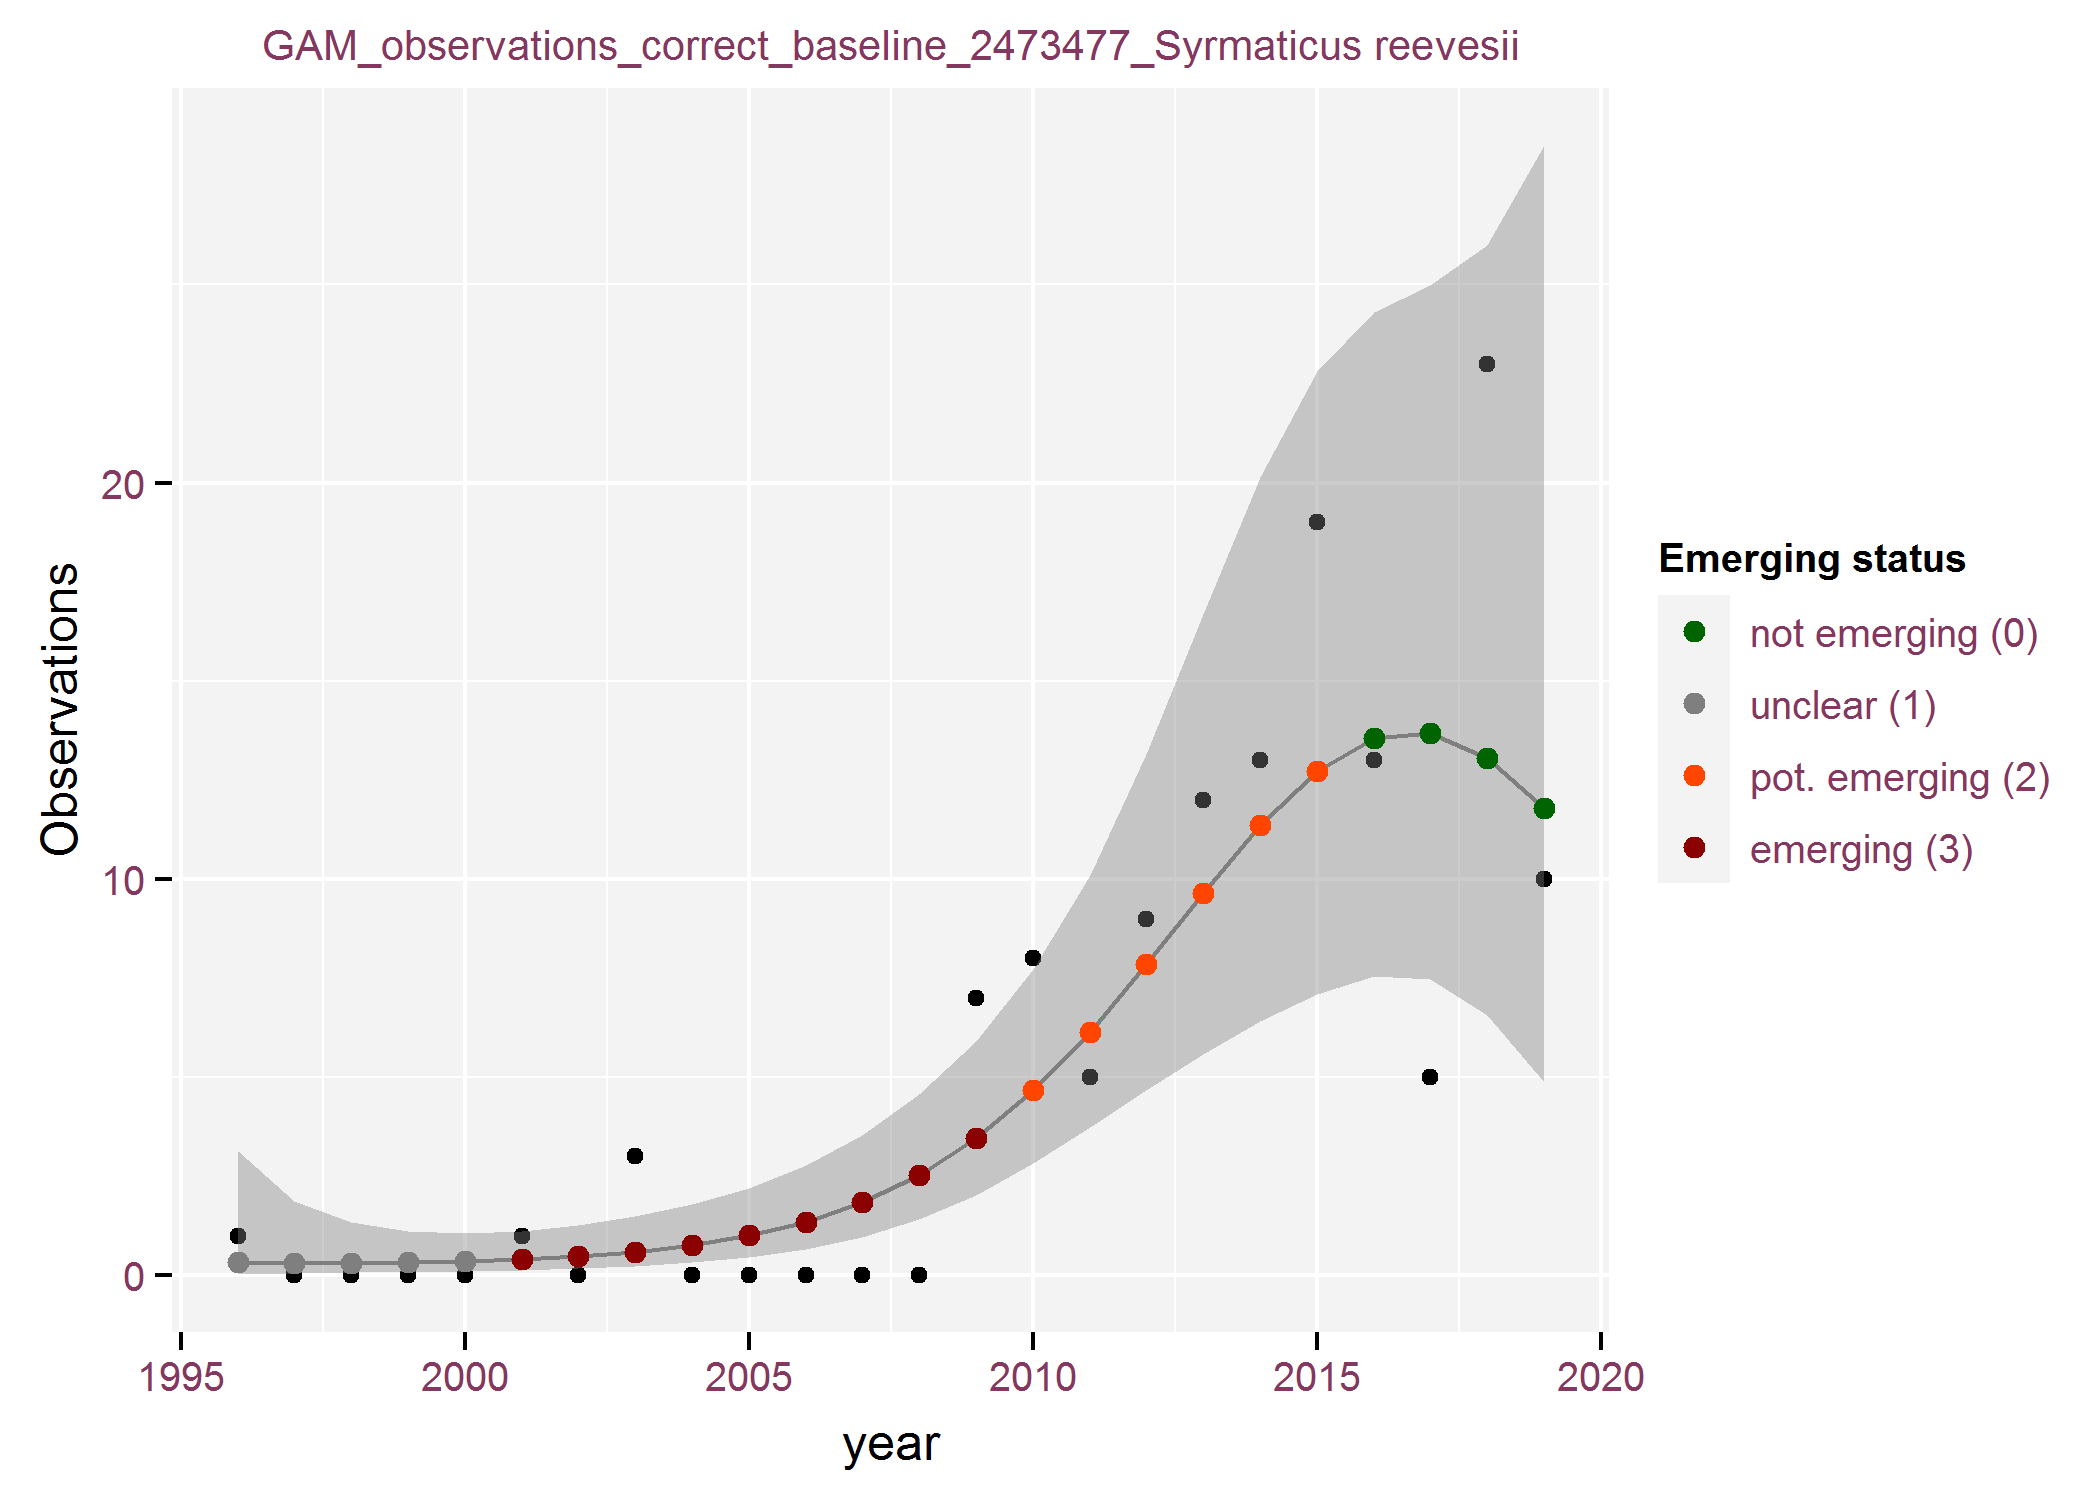 GAM_observations_correct_baseline_2473477_Syrmaticus reevesii
Observations
20
10
0
1995 2000 2005 2010 2015 2020
year
Emerging status
not emerging (0)
unclear (1)
pot. emerging (2)
emerging (3)